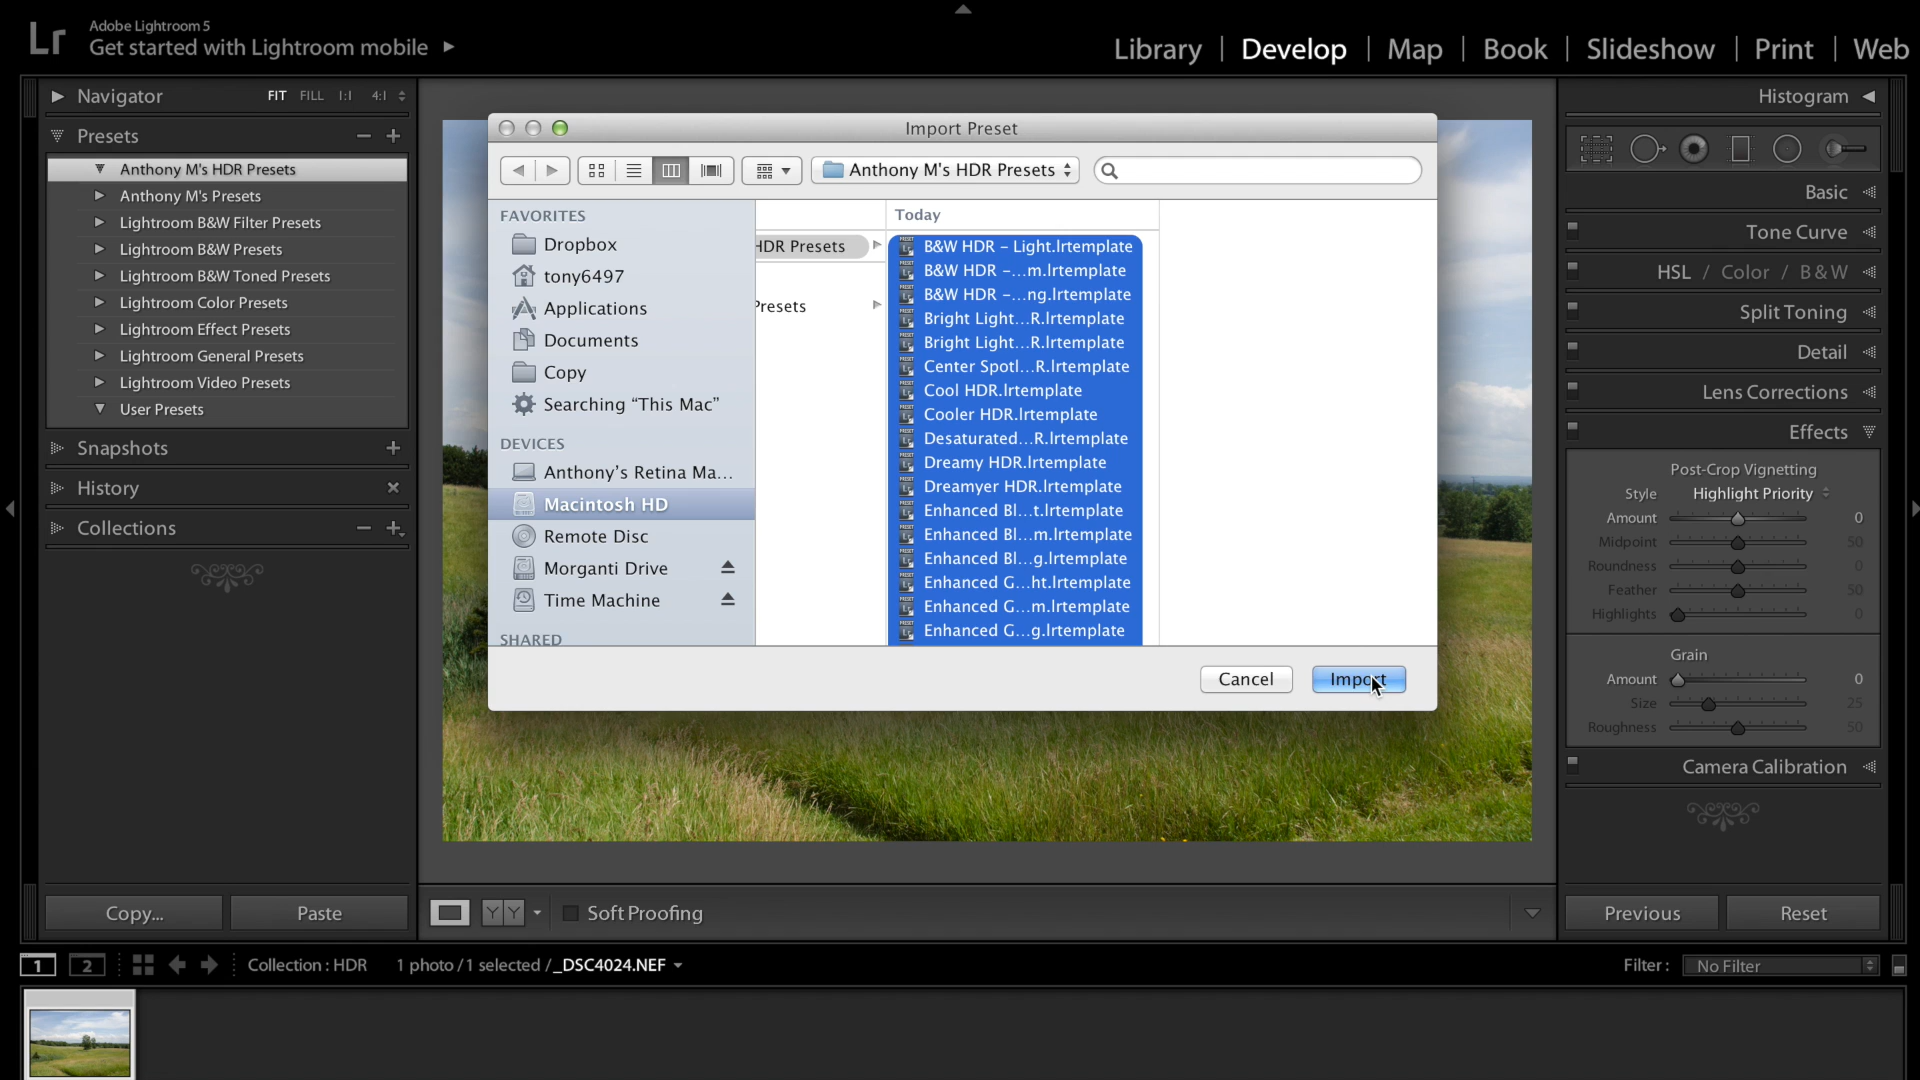 Lr
Adobe Lightroom 5
Get started with Lightroom mobile
Library | Develop | Map | Book | Slideshow | Print | Web
Navigator FIT FILL 1:1 4:1
Presets
Anthony M's HDR Presets
Anthony M's Presets
Lightroom B&W Filter Presets
Lightroom B&W Presets
Lightroom B&W Toned Presets
Lightroom Color Presets
Lightroom Effect Presets
Lightroom General Presets
Lightroom Video Presets
User Presets
Snapshots
History
Collections
Copy... Paste
Import Preset
Anthony M's HDR Presets
FAVORITES
Dropbox
tony6497
Applications
Documents
Copy
Searching “This Mac”
DEVICES
Anthony’s Retina Ma...
Macintosh HD
Remote Disc
Morganti Drive
Time Machine
SHARED
HDR Presets
Presets
Today
B&W HDR – Light.lrtemplate
B&W HDR –...m.lrtemplate
B&W HDR –...ng.lrtemplate
Bright Light...R.lrtemplate
Bright Light...R.lrtemplate
Center Spotl...R.lrtemplate
Cool HDR.lrtemplate
Cooler HDR.lrtemplate
Desaturated...R.lrtemplate
Dreamy HDR.lrtemplate
Dreamyer HDR.lrtemplate
Enhanced Bl...t.lrtemplate
Enhanced Bl...m.lrtemplate
Enhanced Bl...g.lrtemplate
Enhanced G...ht.lrtemplate
Enhanced G...m.lrtemplate
Enhanced G...g.lrtemplate
Cancel Import
Soft Proofing
Histogram
Basic
Tone Curve
HSL / Color / B&W
Split Toning
Detail
Lens Corrections
Effects
Post-Crop Vignetting
Style Highlight Priority
Amount 0
Midpoint 50
Roundness 0
Feather 50
Highlights 0
Grain
Amount 0
Size 25
Roughness 50
Camera Calibration
Previous Reset
1 2 Collection : HDR 1 photo / 1 selected / _DSC4024.NEF
Filter : No Filter